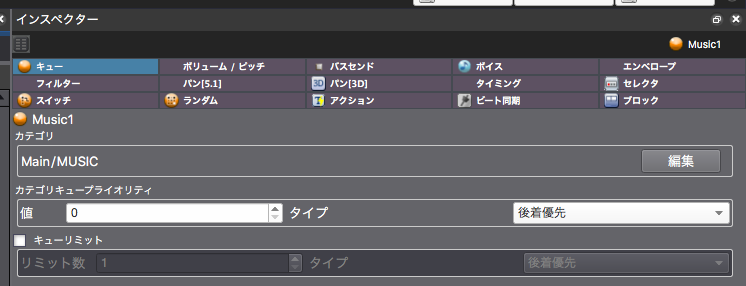 インスペクター
Music1
キュー ボリューム / ピッチ バスセンド ボイス エンベロープ
フィルター パン[5.1] 3D パン[3D] タイミング セレクタ
スイッチ ランダム アクション ビート同期 ブロック
Music1
カテゴリ
Main/MUSIC 編集
カテゴリキュープライオリティ
値 0 タイプ 後着優先
キューリミット
リミット数 1 タイプ 後着優先